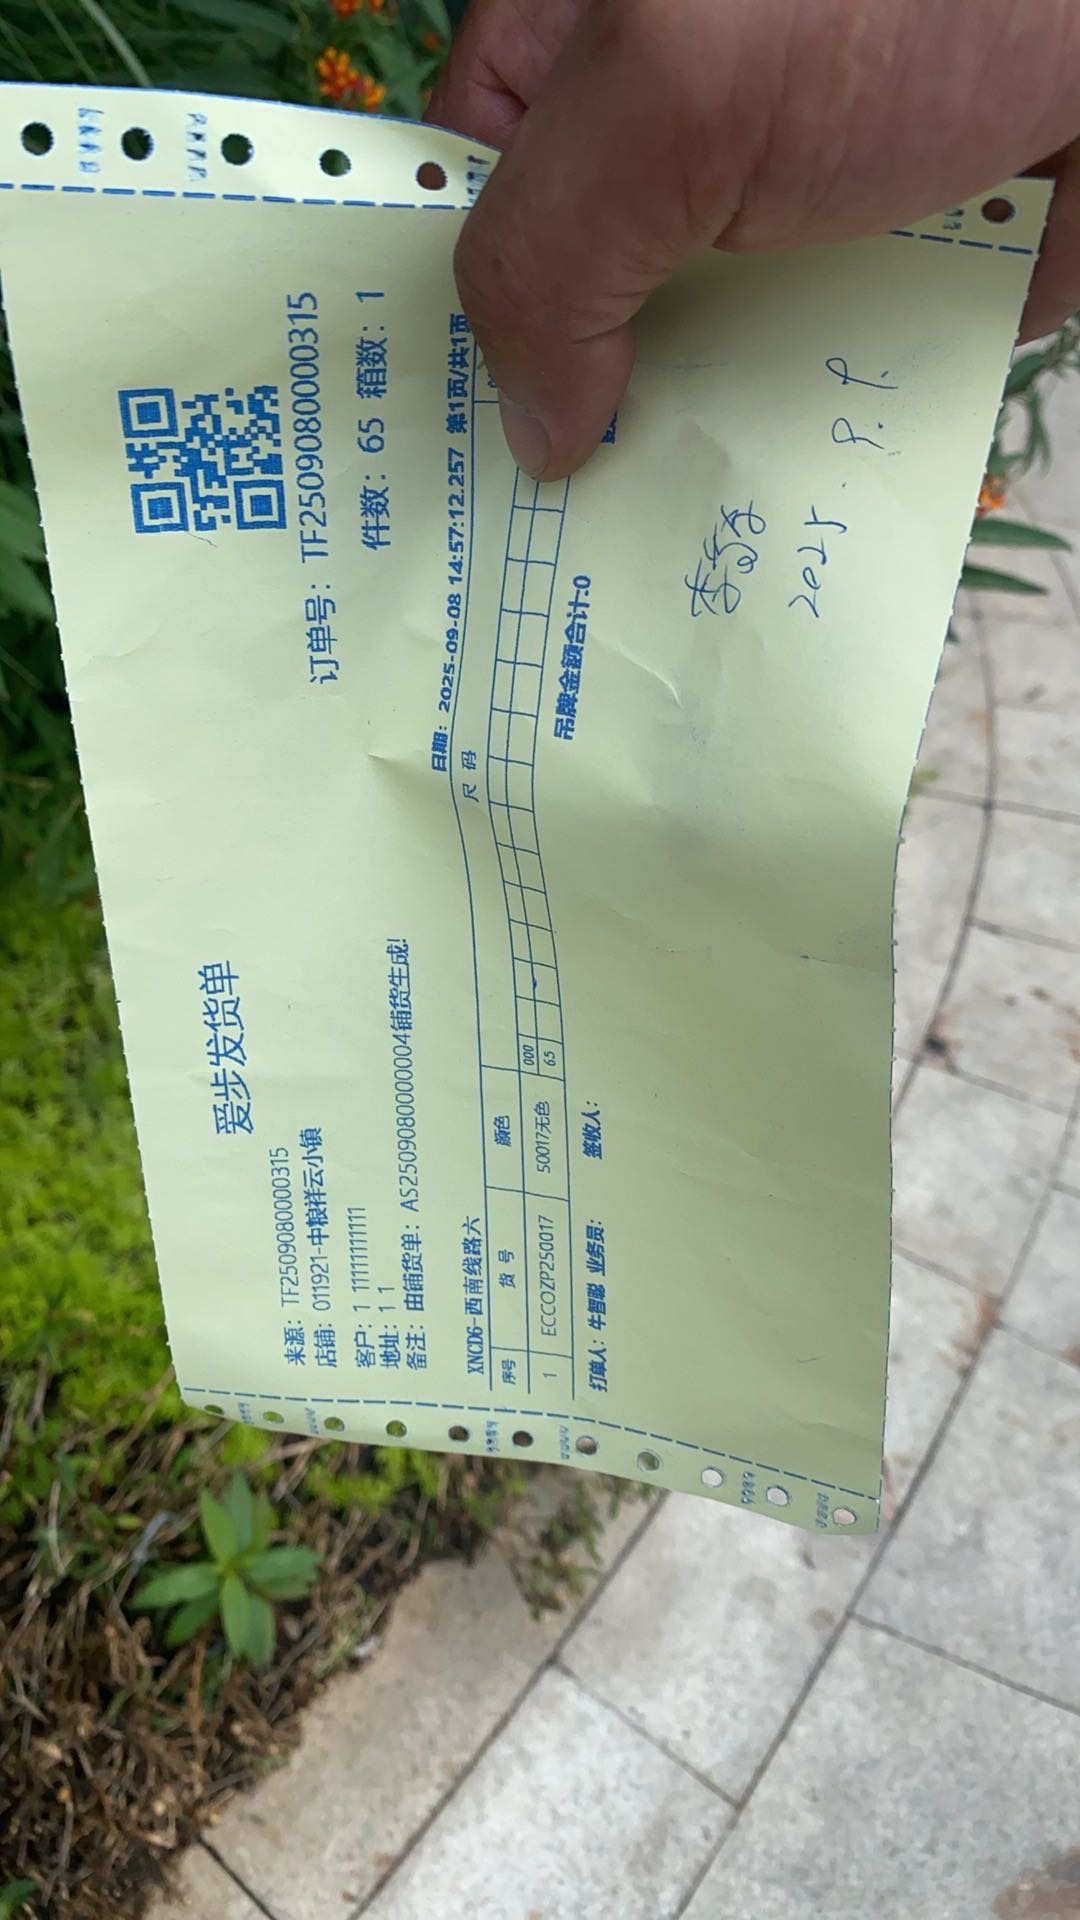 爱步发货单
来源: TF2509080000315
店铺: 011921-中粮祥云小镇
订单号: TF2509080000315
客户: 1 11111111111
件数: 65 箱数: 1
地址: 1 1
备注: 由铺货单: AS2509080000004铺货生成!
XNCD6-西南线路六 日期: 2025-09-08 14:57:12.257 第1页/共1页
序号 货号 颜色 尺码
000
1 ECCOZP250017 50017无色 65
打单人: 牛智聪 业务员: 签收人: 吊牌金额合计:0
2025.9.9.